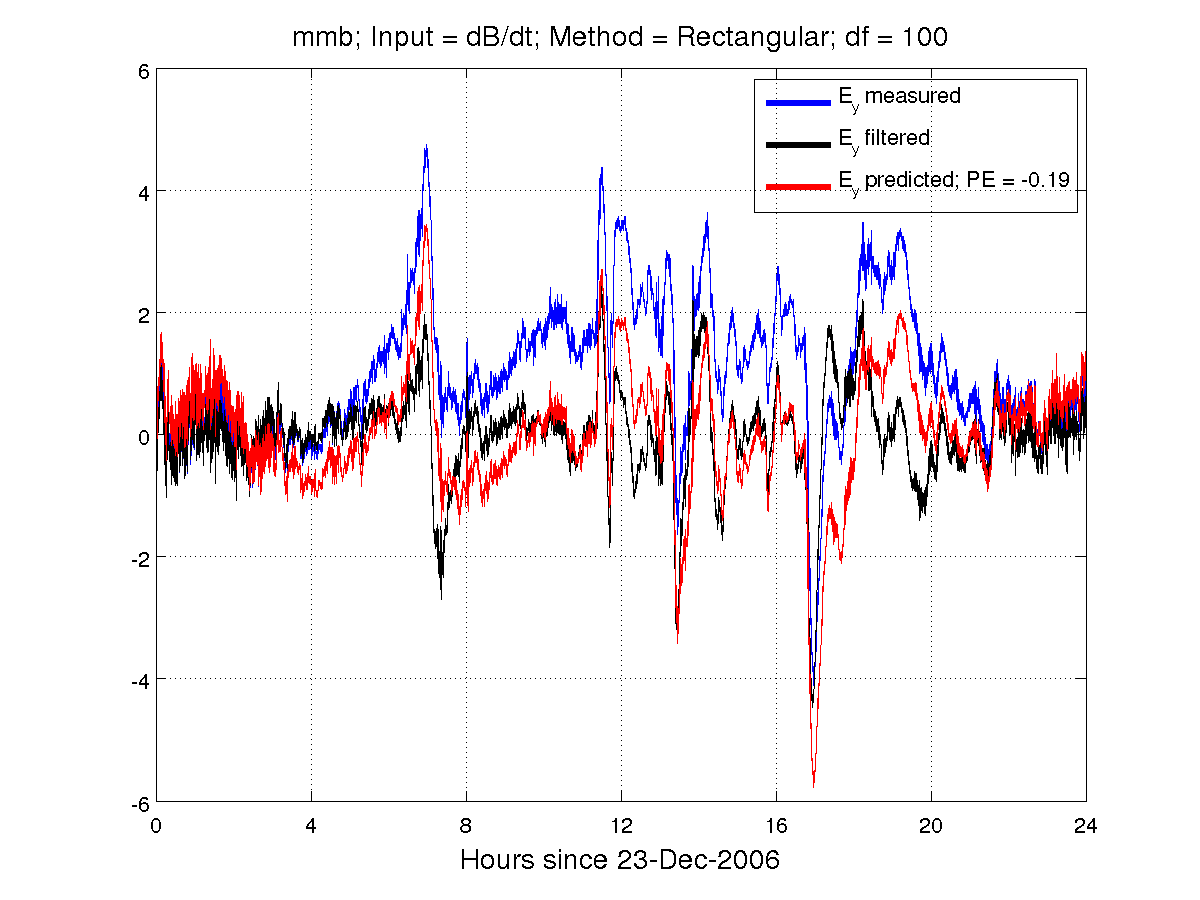 mmb; Input = dB/dt; Method = Rectangular; df = 100
6
4
2
0
-2
-4
-6
E_y measured
E_y filtered
E_y predicted; PE = -0.19
0 4 8 12 16 20 24
Hours since 23-Dec-2006